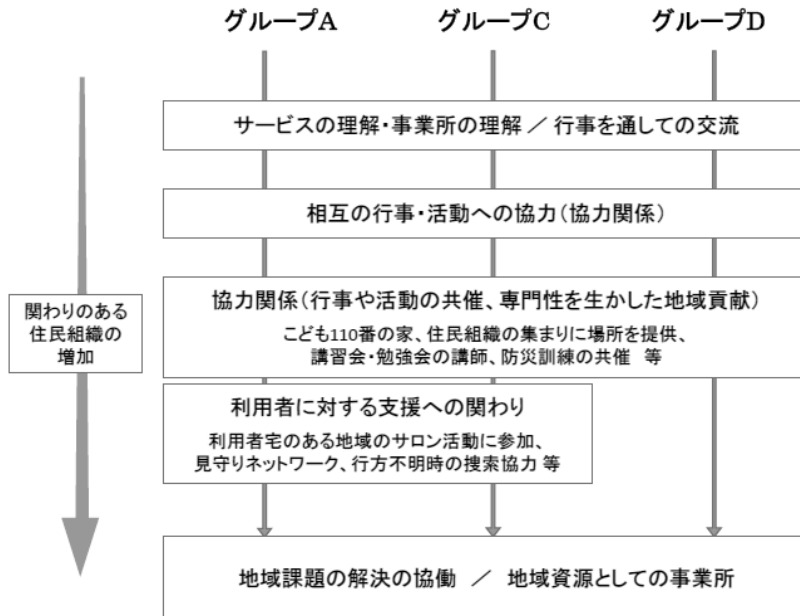 グループA グループC グループD
サービスの理解・事業所の理解 ／ 行事を通しての交流
相互の行事・活動への協力(協力関係)
協力関係(行事や活動の共催、専門性を生かした地域貢献)
こども110番の家、住民組織の集まりに場所を提供、
講習会・勉強会の講師、防災訓練の共催 等
関わりのある
住民組織の
増加
利用者に対する支援への関わり
利用者宅のある地域のサロン活動に参加、
見守りネットワーク、行方不明時の捜索協力 等
地域課題の解決の協働 ／ 地域資源としての事業所